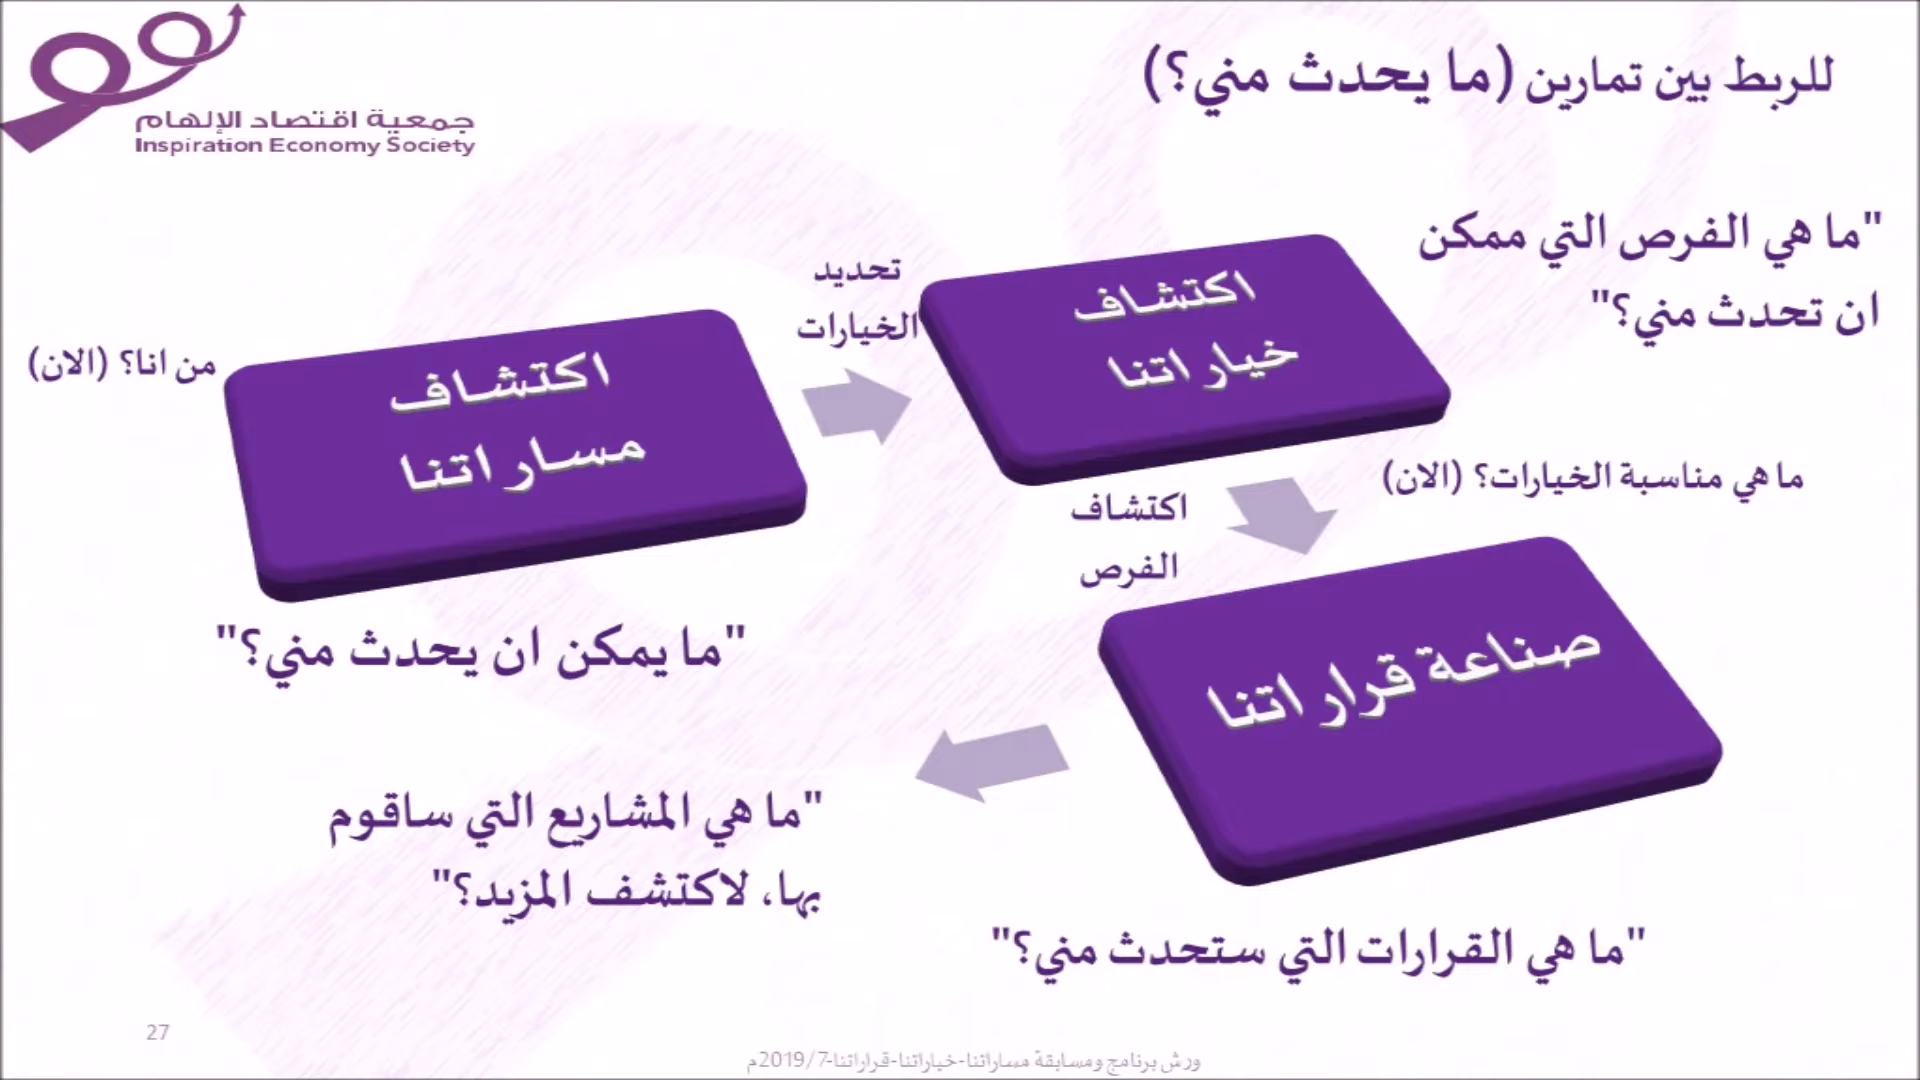 للربط بين تمارين (ما يحدث مني؟)
جمعية اقتصاد الإلهام
Inspiration Economy Society
من انا؟ (الان)
اكتشاف
مساراتنا
"ما يمكن ان يحدث مني؟"
تحديد
الخيارات
اكتشاف
خياراتنا
"ما هي الفرص التي ممكن
ان تحدث مني؟"
ما هي مناسبة الخيارات؟ (الان)
اكتشاف
الفرص
صناعة قراراتنا
"ما هي القرارات التي ستحدث مني؟"
"ما هي المشاريع التي ساقوم
بها، لاكتشف المزيد؟"
27
ورش برنامج ومسابقة مساراتنا-خياراتنا-قراراتنا-2019/7م